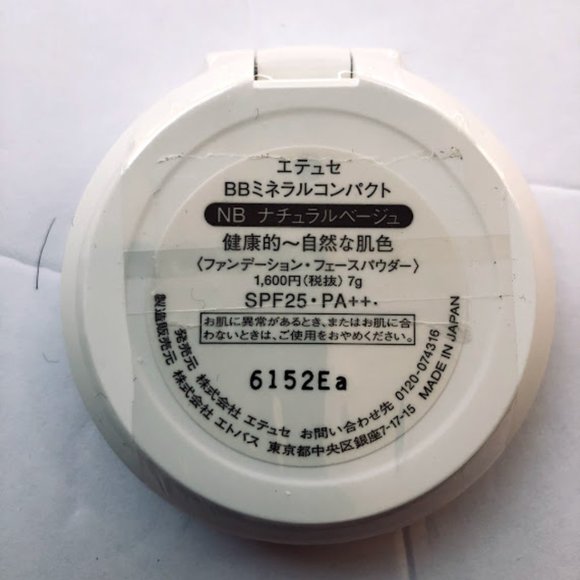 エテュセ
BBミネラルコンパクト
NB ナチュラルベージュ
健康的～自然な肌色
〈ファンデーション・フェースパウダー〉
1,600円(税抜) 7g
SPF25・PA++・
お肌に異常があるとき、またはお肌に合
わないときは、ご使用をおやめください。
6152Ea
発売元 株式会社 エテュセ お問い合わせ先 0120-074316
製造販売元 株式会社 エトバス 東京都中央区銀座7-17-15 MADE IN JAPAN